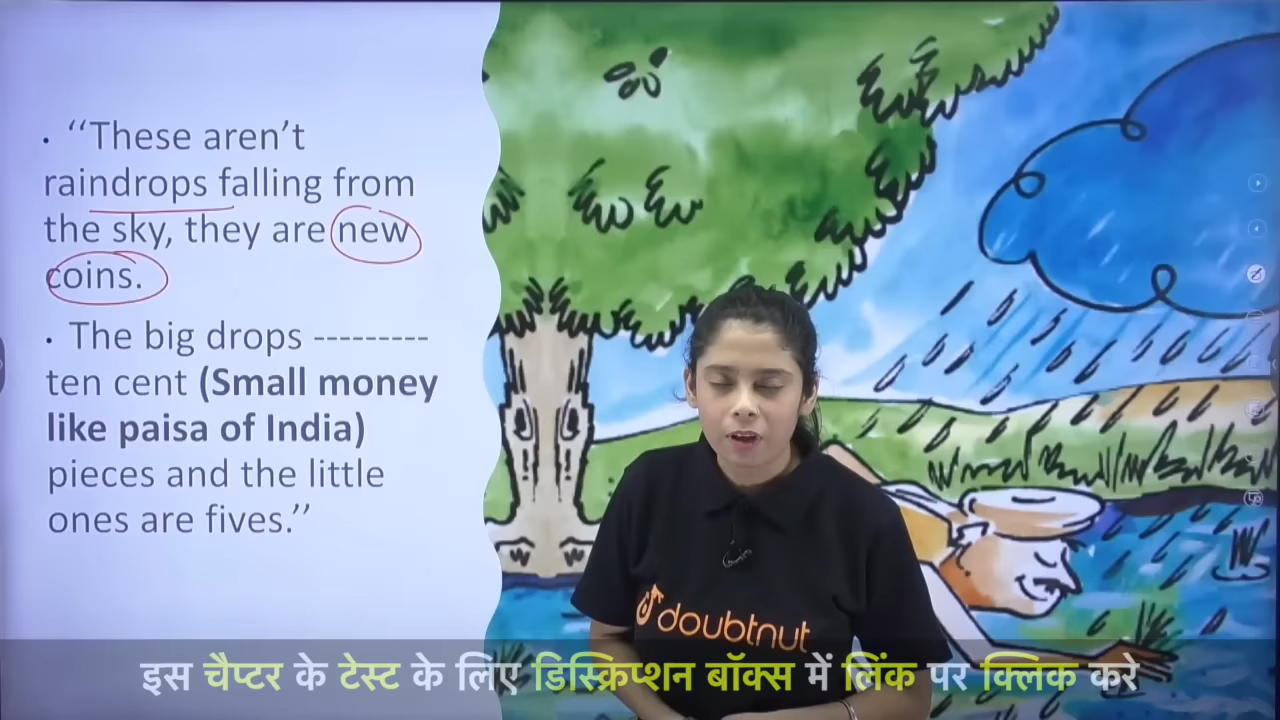 · ‘‘These aren’t
raindrops falling from
the sky, they are new
coins.
· The big drops ---------
ten cent (Small money
like paisa of India)
pieces and the little
ones are fives.’’
doubtnut
इस चैप्टर के टेस्ट के लिए डिस्क्रिप्शन बॉक्स में लिंक पर क्लिक करे